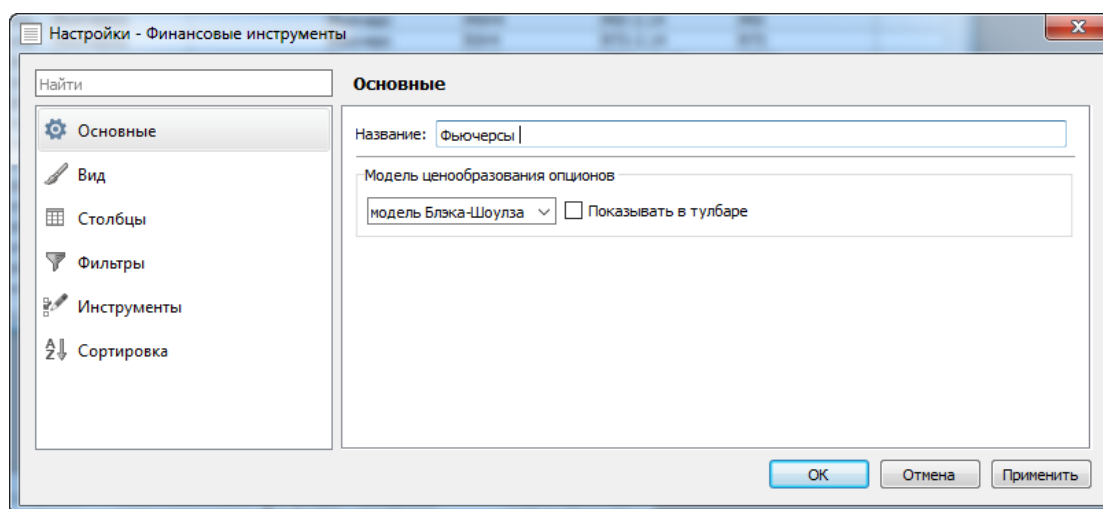 Настройки - Финансовые инструменты
x
Найти
Основные
Вид
Столбцы
Фильтры
Инструменты
Сортировка
Основные
Название: Фьючерсы
Модель ценообразования опционов
модель Блэка-Шоулза
Показывать в тулбаре
OK
Отмена
Применить